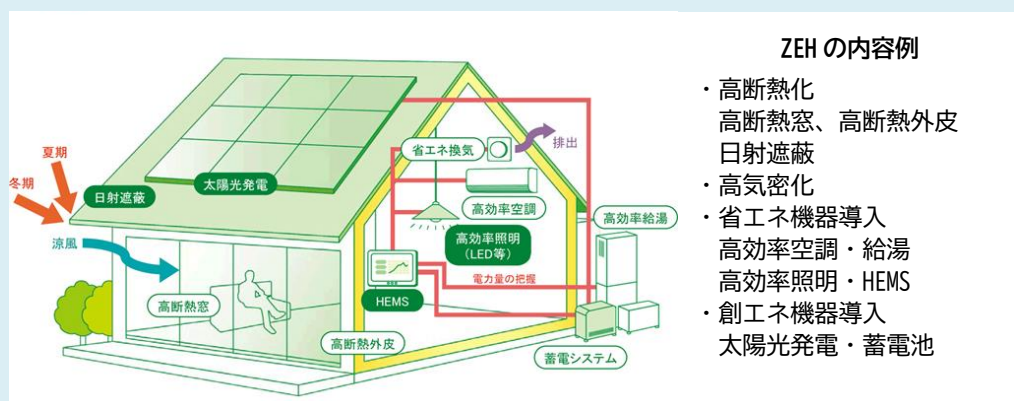 ZEHの内容例
・高断熱化
高断熱窓、高断熱外皮
日射遮蔽
・高気密化
・省エネ機器導入
高効率空調・給湯
高効率照明・HEMS
・創エネ機器導入
太陽光発電・蓄電池
夏期
冬期
日射遮蔽
太陽光発電
涼風
高断熱窓
省エネ換気
排出
高効率空調
高効率照明
(LED等)
高効率給湯
電力量の把握
HEMS
高断熱外皮
蓄電システム